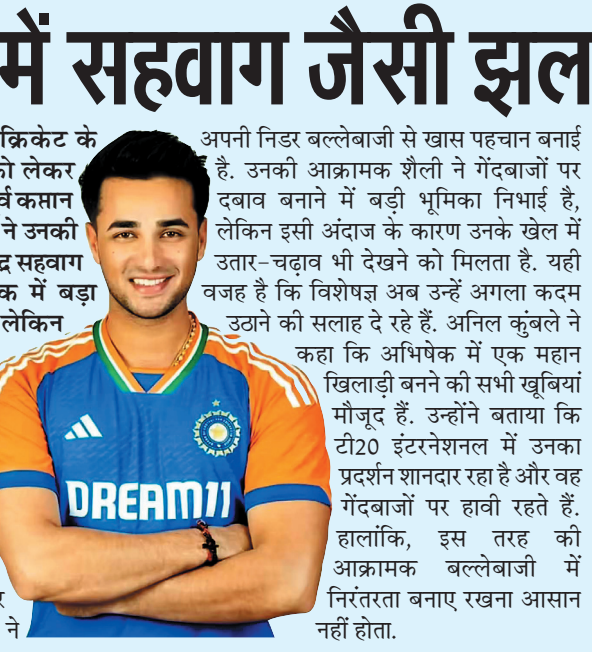 में सहवाग जैसी झल
क्रिकेट के
को लेकर
र्व कप्तान
ने उनकी
द्र सहवाग
क में बड़ा
लेकिन
र
ने
अपनी निडर बल्लेबाजी से खास पहचान बनाई
है. उनकी आक्रामक शैली ने गेंदबाजों पर
दबाव बनाने में बड़ी भूमिका निभाई है,
लेकिन इसी अंदाज के कारण उनके खेल में
उतार-चढ़ाव भी देखने को मिलता है. यही
वजह है कि विशेषज्ञ अब उन्हें अगला कदम
उठाने की सलाह दे रहे हैं. अनिल कुंबले ने
कहा कि अभिषेक में एक महान
खिलाड़ी बनने की सभी खूबियां
मौजूद हैं. उन्होंने बताया कि
टी20 इंटरनेशनल में उनका
प्रदर्शन शानदार रहा है और वह
गेंदबाजों पर हावी रहते हैं.
हालांकि, इस तरह की
आक्रामक बल्लेबाजी में
निरंतरता बनाए रखना आसान
नहीं होता.
DREAM11